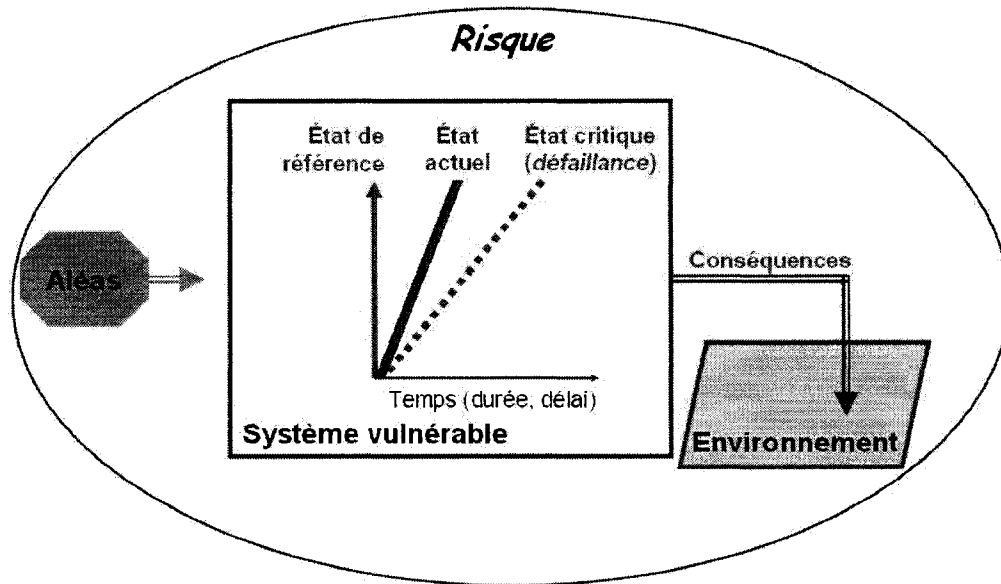 Risque
État de
référence
État
actuel
État critique
(défaillance)
Aléas
Conséquences
Temps (durée, délai)
Système vulnérable
Environnement